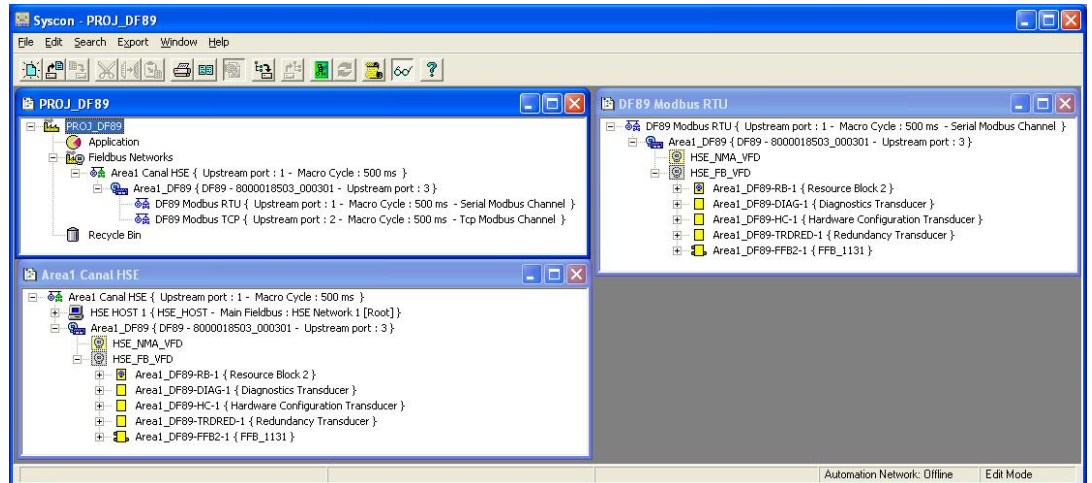 Syscon - PROJ_DF89
File Edit Search Export Window Help
PROJ_DF89
PROJ_DF89
Application
Fieldbus Networks
Area1 Canal HSE { Upstream port : 1 - Macro Cycle : 500 ms }
Area1_DF89 { DF89 - 8000018503_000301 - Upstream port : 3 }
DF89 Modbus RTU { Upstream port : 1 - Macro Cycle : 500 ms - Serial Modbus Channel }
DF89 Modbus TCP { Upstream port : 2 - Macro Cycle : 500 ms - Tcp Modbus Channel }
Recycle Bin
DF89 Modbus RTU
DF89 Modbus RTU { Upstream port : 1 - Macro Cycle : 500 ms - Serial Modbus Channel }
Area1_DF89 { DF89 - 8000018503_000301 - Upstream port : 3 }
HSE_NMA_VFD
HSE_FB_VFD
Area1_DF89-RB-1 { Resource Block 2 }
Area1_DF89-DIAG-1 { Diagnostics Transducer }
Area1_DF89-HC-1 { Hardware Configuration Transducer }
Area1_DF89-TRDRED-1 { Redundancy Transducer }
Area1_DF89-FFB2-1 { FFB_1131 }
Area1 Canal HSE
Area1 Canal HSE { Upstream port : 1 - Macro Cycle : 500 ms }
HSE HOST 1 { HSE_HOST - Main Fieldbus : HSE Network 1 [Root] }
Area1_DF89 { DF89 - 8000018503_000301 - Upstream port : 3 }
HSE_NMA_VFD
HSE_FB_VFD
Area1_DF89-RB-1 { Resource Block 2 }
Area1_DF89-DIAG-1 { Diagnostics Transducer }
Area1_DF89-HC-1 { Hardware Configuration Transducer }
Area1_DF89-TRDRED-1 { Redundancy Transducer }
Area1_DF89-FFB2-1 { FFB_1131 }
Automation Network: Offline Edit Mode